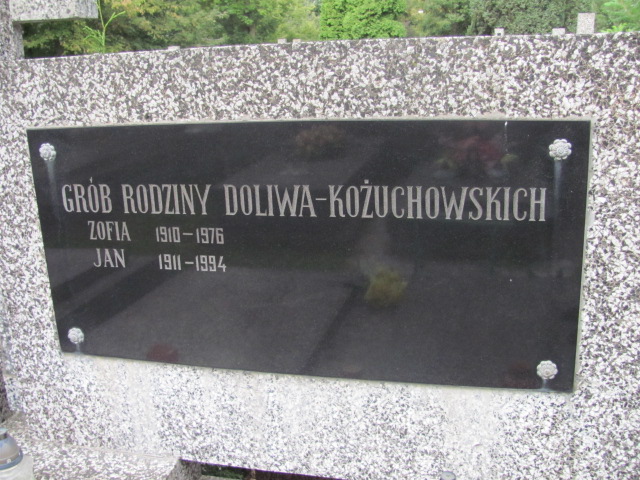 GRÓB RODZINY DOLIWA-KOŻUCHOWSKICH
ZOFIA 1910-1976
JAN 1911-1994